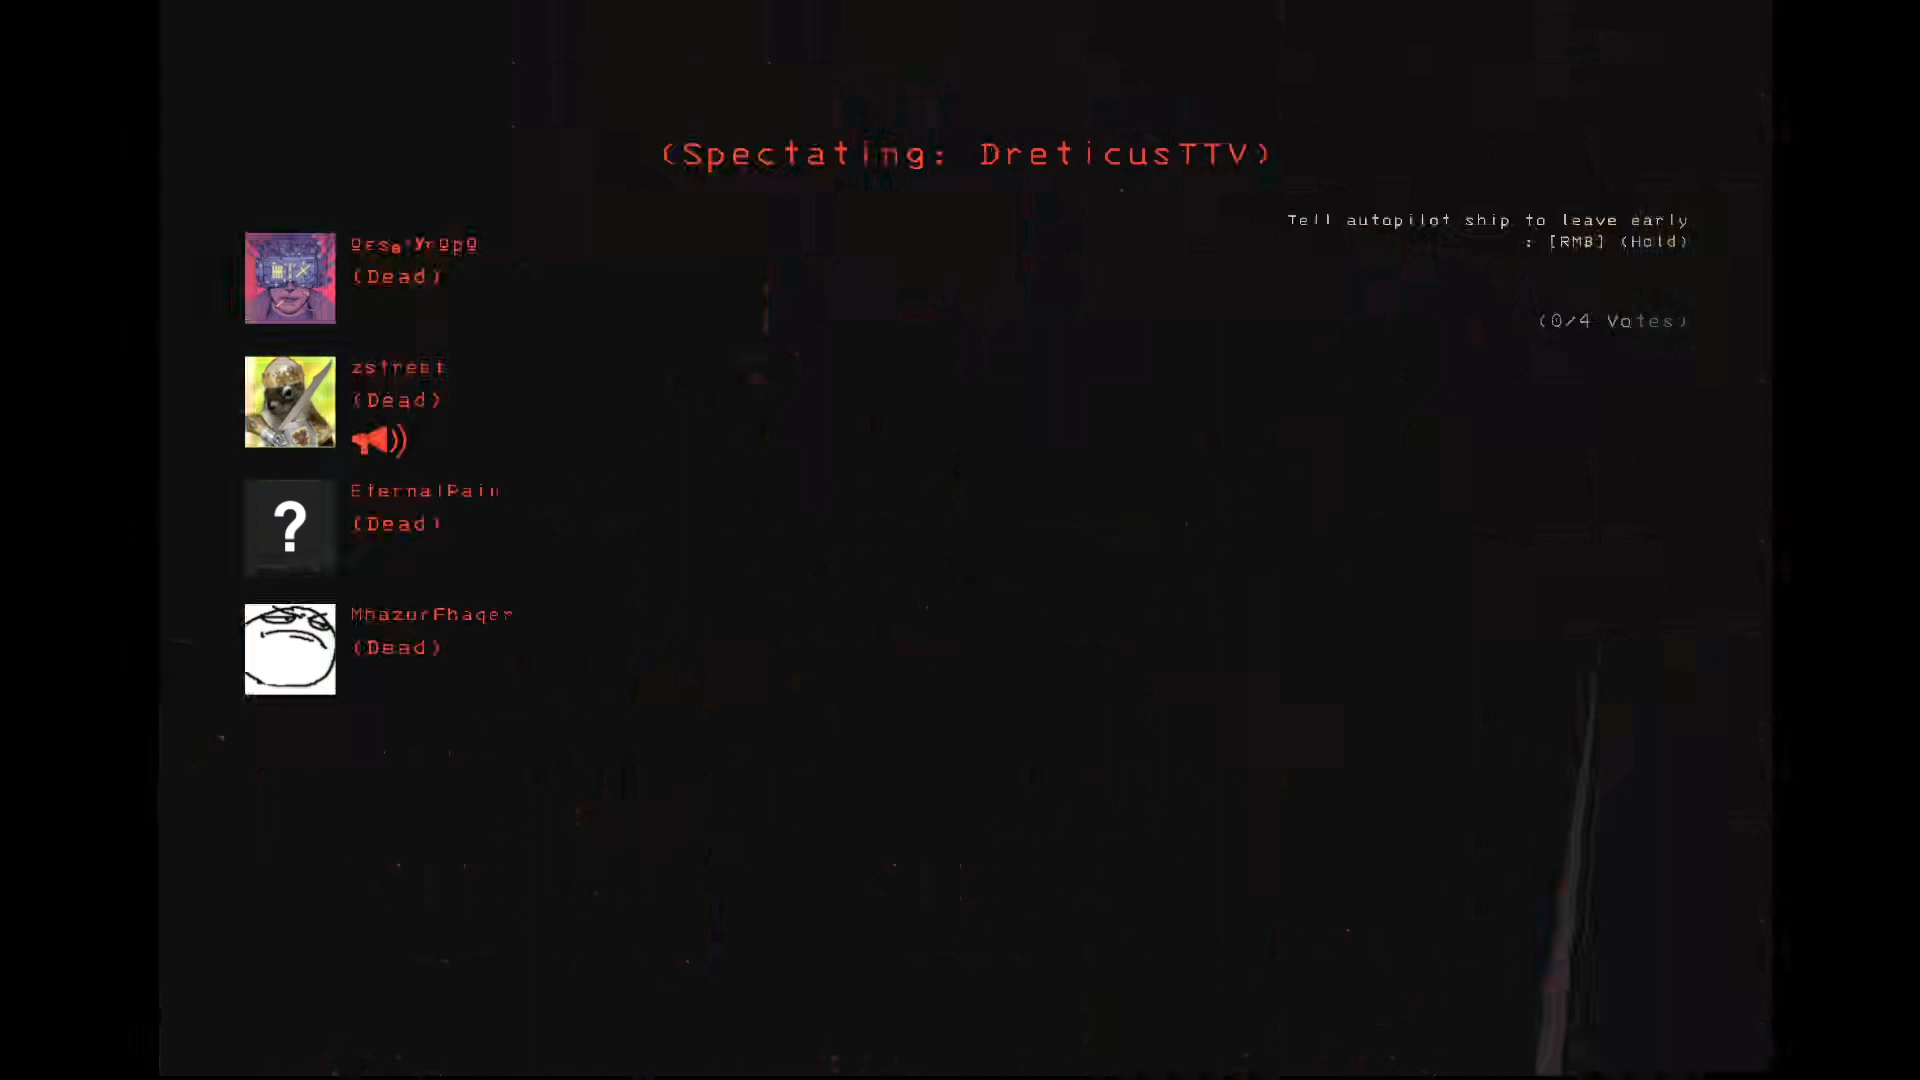 (Spectating: DreticusTTV)
Tell autopilot ship to leave early
: [RMB] (Hold)
(0/4 Votes)
(Dead)
zstreet
(Dead)
EternalPain
(Dead)
(Dead)